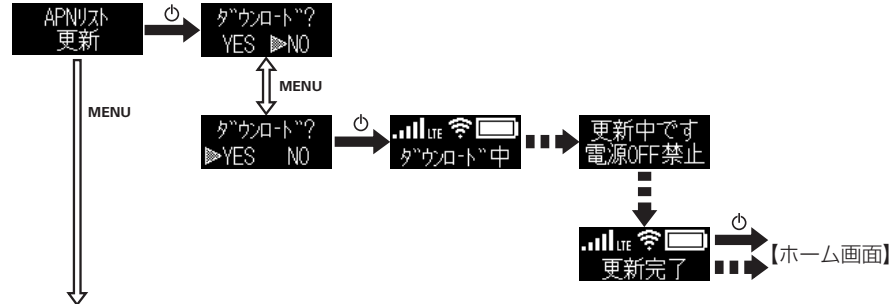 APNリスト
更新
ダウンロード?
YES ▶NO
MENU
MENU
ダウンロード?
▶YES NO
LTE
ダウンロード中
更新中です
電源OFF禁止
LTE
更新完了
【ホーム画面】